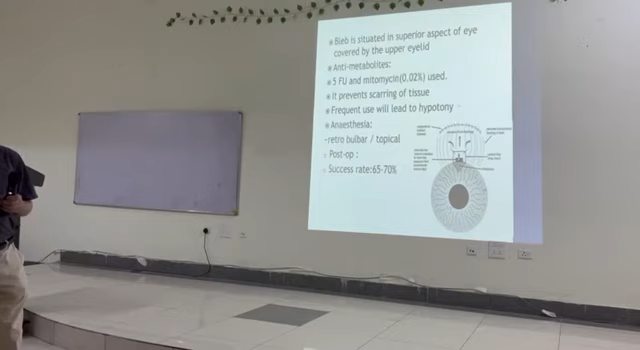 Bleb is situated in superior aspect of eye
covered by the upper eyelid
Anti-metabolites:
5 FU and mitomycin(0.02%) used.
It prevents scarring of tissue
Frequent use will lead to hypotony
Anaesthesia:
-retro bulbar / topical
Post-op :
Success rate:65-70%